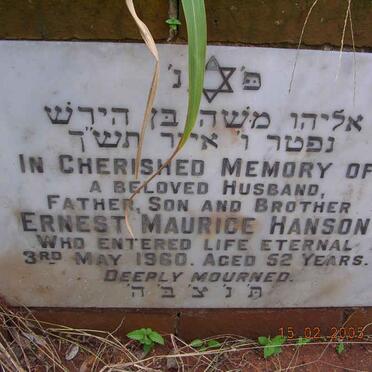 פ' נ'
אליהו משה בן הירש
נפטר ו' אייר תש"ך
IN CHERISHED MEMORY OF
A BELOVED HUSBAND,
FATHER, SON AND BROTHER
ERNEST MAURICE HANSON
WHO ENTERED LIFE ETERNAL
3RD MAY 1960. AGED 52 YEARS.
DEEPLY MOURNED.
ת' נ' צ' ב' ה'
15.02.2005